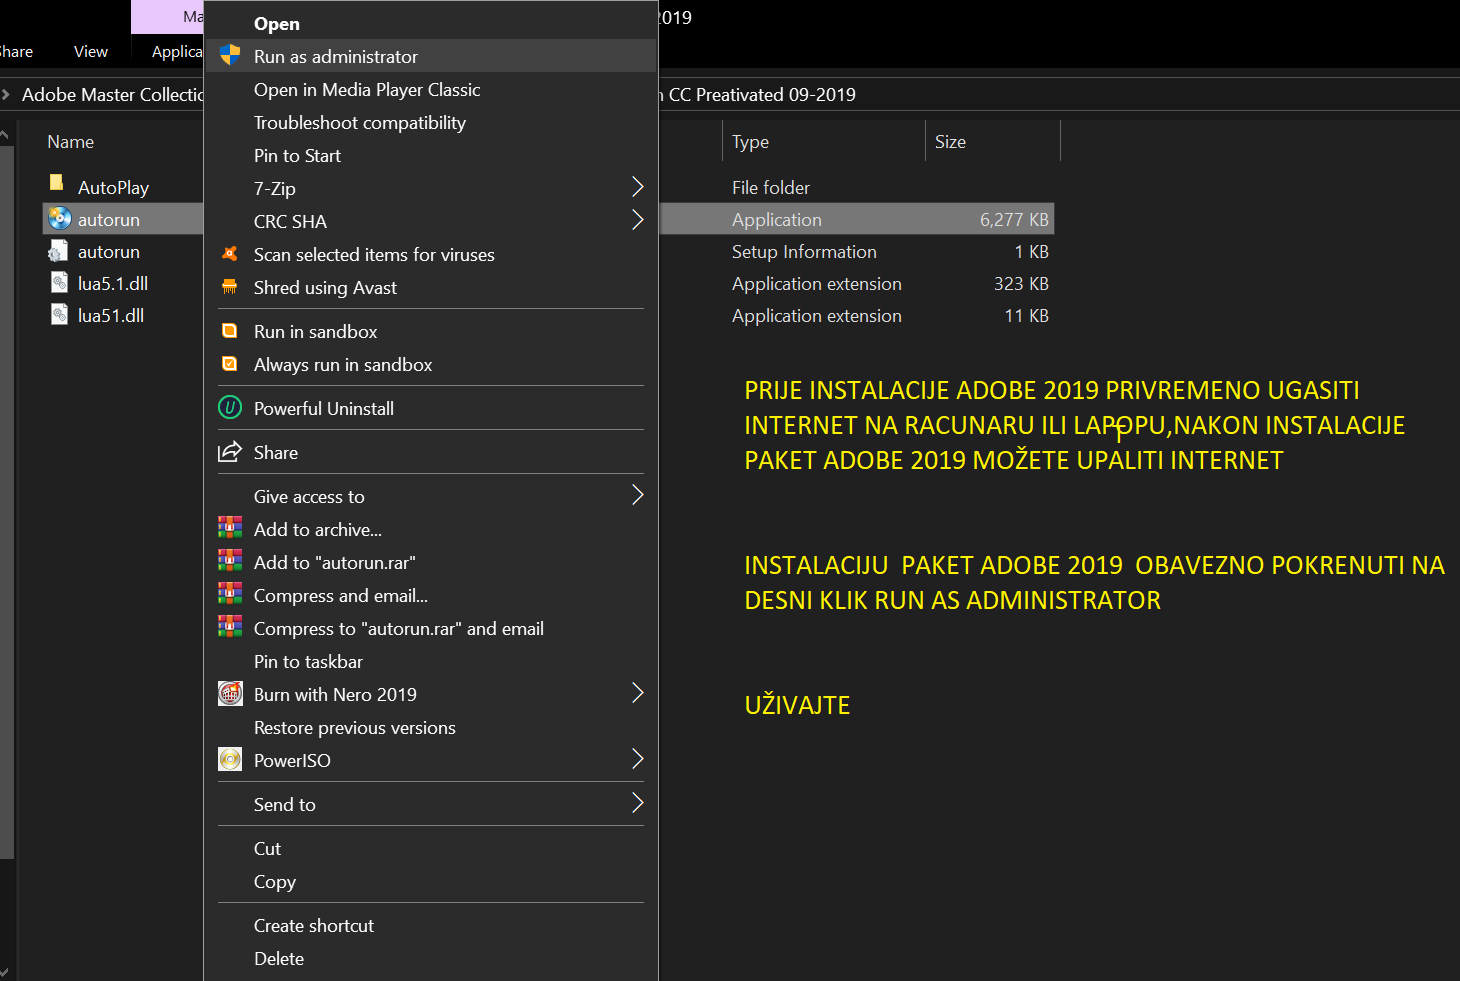 Ma
2019
Share
View
Applica
Adobe Master Collectio
n CC Preativated 09-2019
Name
Type
Size
AutoPlay
File folder
autorun
Application
6,277 KB
autorun
Setup Information
1 KB
lua5.1.dll
Application extension
323 KB
lua51.dll
Application extension
11 KB
Open
Run as administrator
Open in Media Player Classic
Troubleshoot compatibility
Pin to Start
7-Zip
CRC SHA
Scan selected items for viruses
Shred using Avast
Run in sandbox
Always run in sandbox
Powerful Uninstall
Share
Give access to
Add to archive...
Add to "autorun.rar"
Compress and email...
Compress to "autorun.rar" and email
Pin to taskbar
Burn with Nero 2019
Restore previous versions
PowerISO
Send to
Cut
Copy
Create shortcut
Delete
PRIJE INSTALACIJE ADOBE 2019 PRIVREMENO UGASITI
INTERNET NA RACUNARU ILI LAPOPU,NAKON INSTALACIJE
PAKET ADOBE 2019 MOŽETE UPALITI INTERNET
INSTALACIJU PAKET ADOBE 2019 OBAVEZNO POKRENUTI NA
DESNI KLIK RUN AS ADMINISTRATOR
UŽIVAJTE